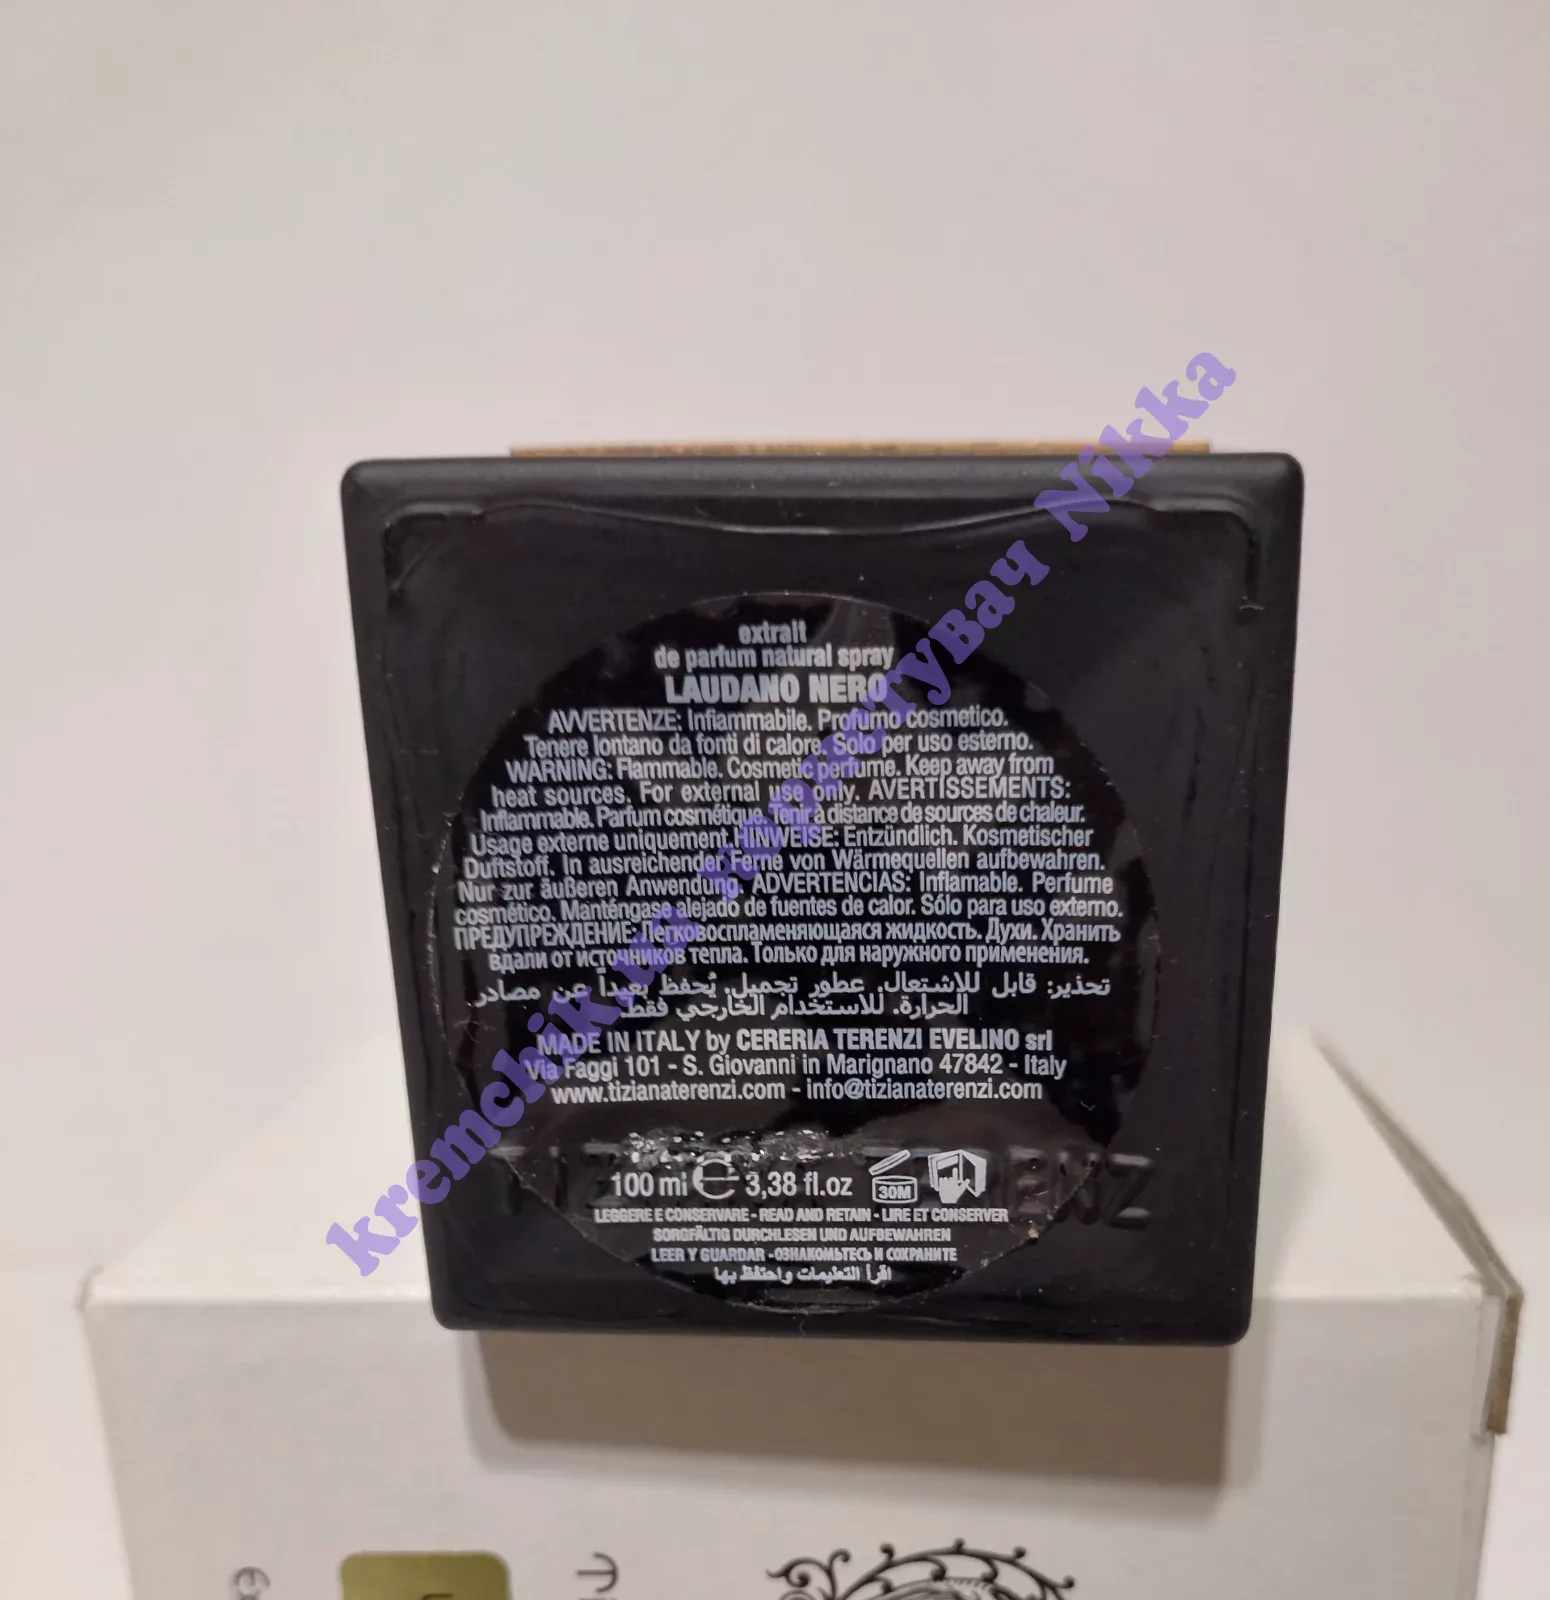 extrait
de parfum natural spray
LAUDANO NERO
AVVERTENZE: Infiammabile. Profumo cosmetico.
Tenere lontano da fonti di calore. Solo per uso esterno.
WARNING: Flammable. Cosmetic perfume. Keep away from
heat sources. For external use only. AVERTISSEMENTS:
Inflammable. Parfum cosmétique. Tenir à distance de sources de chaleur.
Usage externe uniquement. HINWEISE: Entzündlich. Kosmetischer
Duftstoff. In ausreichender Ferne von Wärmequellen aufbewahren.
Nur zur äußeren Anwendung. ADVERTENCIAS: Inflamable. Perfume
cosmético. Manténgase alejado de fuentes de calor. Sólo para uso externo.
ПРЕДУПРЕЖДЕНИЕ: Легковоспламеняющаяся жидкость. Духи. Хранить
вдали от источников тепла. Только для наружного применения.
تحذير: قابل للاشتعال. عطور تجميل. يُحفظ بعيداً عن مصادر
الحرارة. للاستخدام الخارجي فقط.
MADE IN ITALY by CERERIA TERENZI EVELINO srl
Via Faggi 101 - S. Giovanni in Marignano 47842 - Italy
www.tizianaterenzi.com - info@tizianaterenzi.com
100 ml e 3,38 fl.oz 30M
LEGGERE E CONSERVARE - READ AND RETAIN - LIRE ET CONSERVER
SORGFÄLTIG DURCHLESEN UND AUFBEWAHREN
LEER Y GUARDAR - ОЗНАКОМЬТЕСЬ И СОХРАНИТЕ
اقرأ التعليمات واحتفظ بها
kremchik.ua користувач Nikka